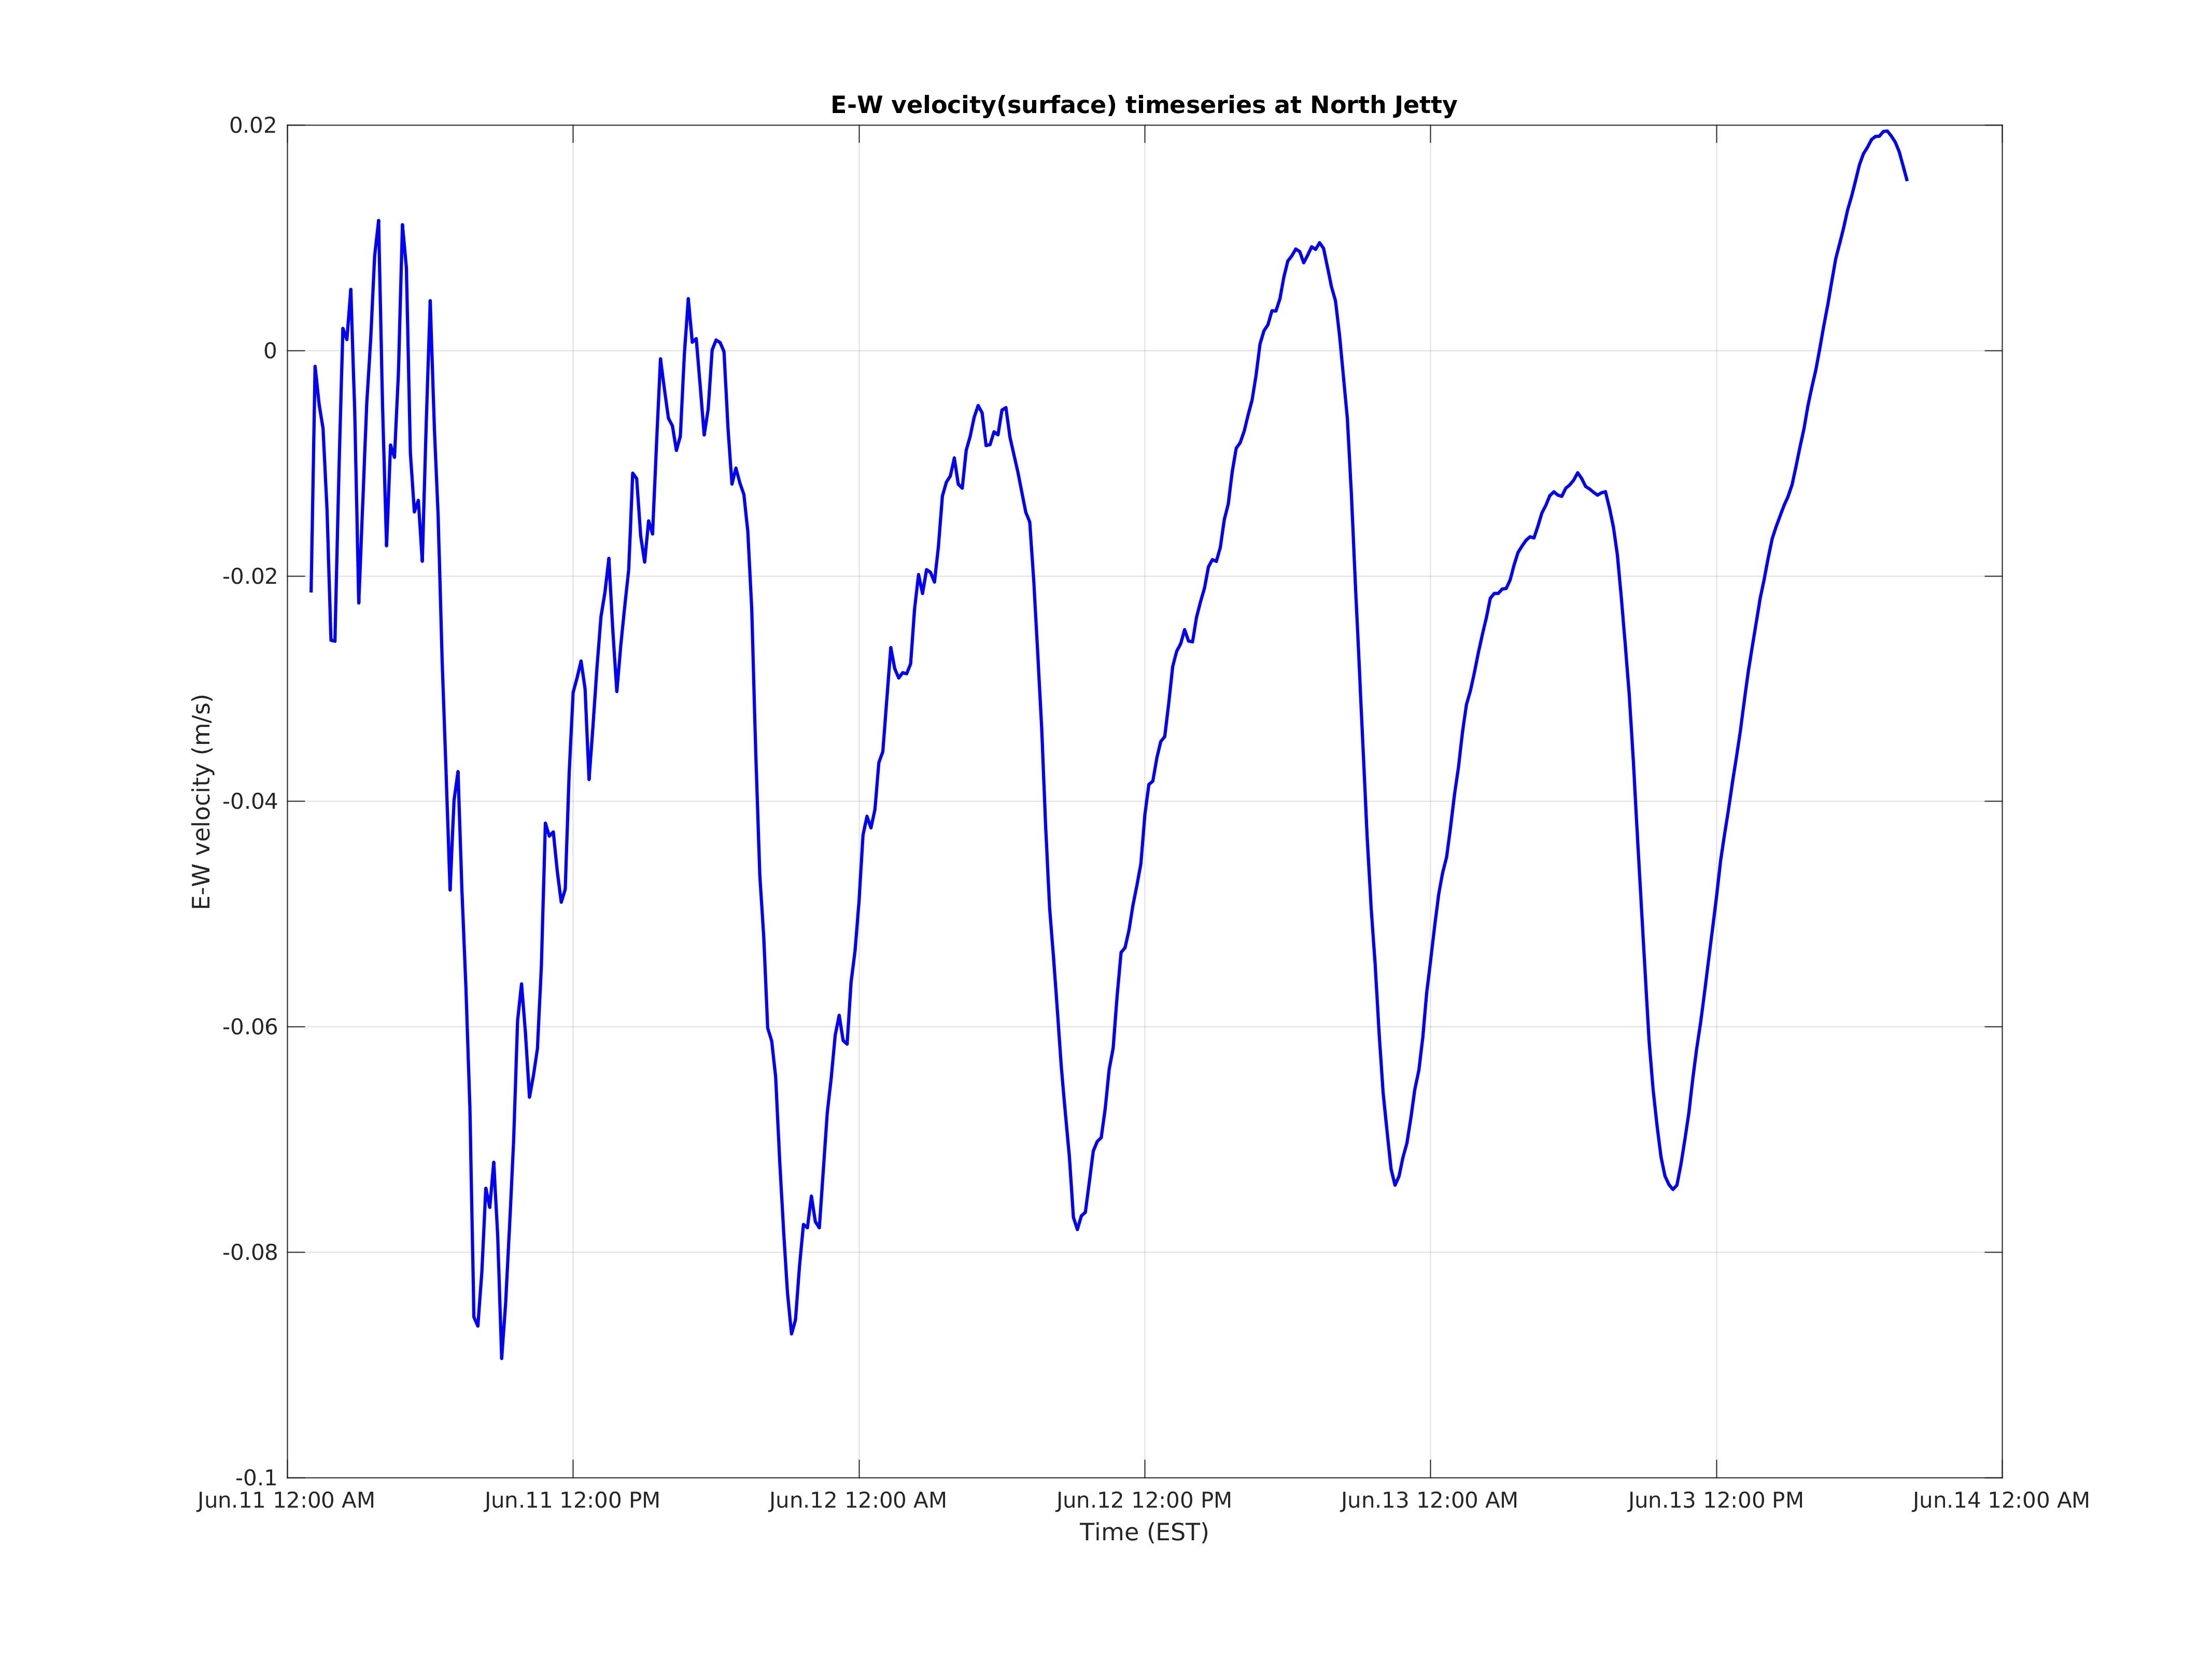 E-W velocity(surface) timeseries at North Jetty
0.02
0
-0.02
-0.04
-0.06
-0.08
-0.1
E-W velocity (m/s)
Jun.11 12:00 AM
Jun.11 12:00 PM
Jun.12 12:00 AM
Jun.12 12:00 PM
Jun.13 12:00 AM
Jun.13 12:00 PM
Jun.14 12:00 AM
Time (EST)